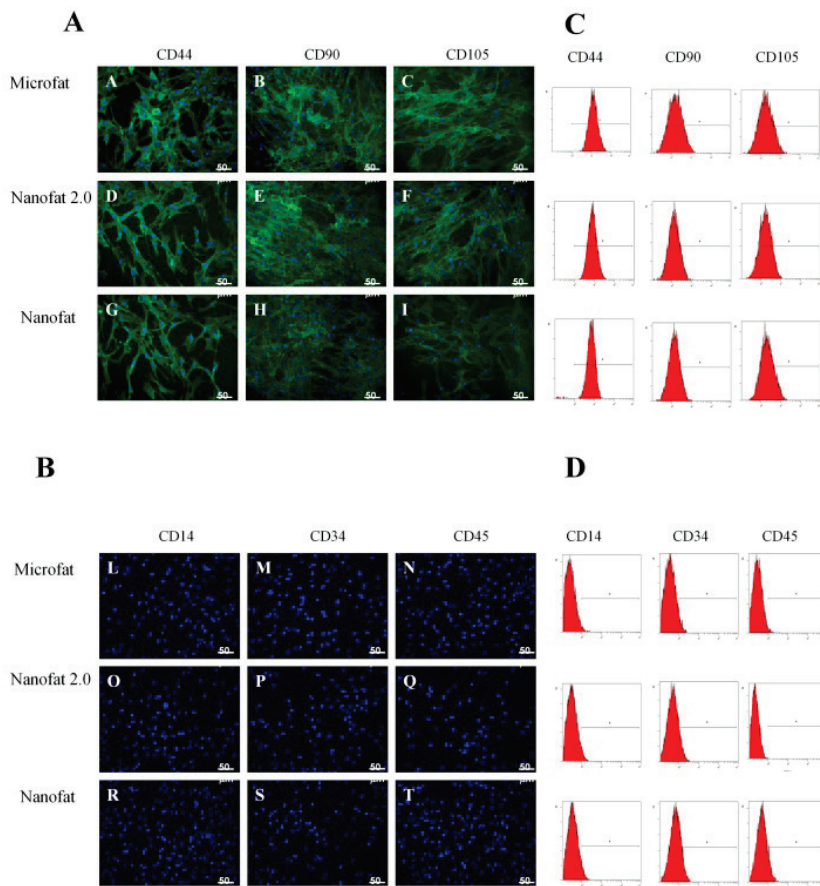 A
C
CD44 CD90 CD105
CD44 CD90 CD105
Microfat
A B C
50 50 50
Nanofat 2.0
D E F
50 50 50
Nanofat
G H I
50 50 50
B
D
CD14 CD34 CD45
CD14 CD34 CD45
Microfat
L M N
50 50 50
Nanofat 2.0
O P Q
50 50 50
Nanofat
R S T
50 50 50